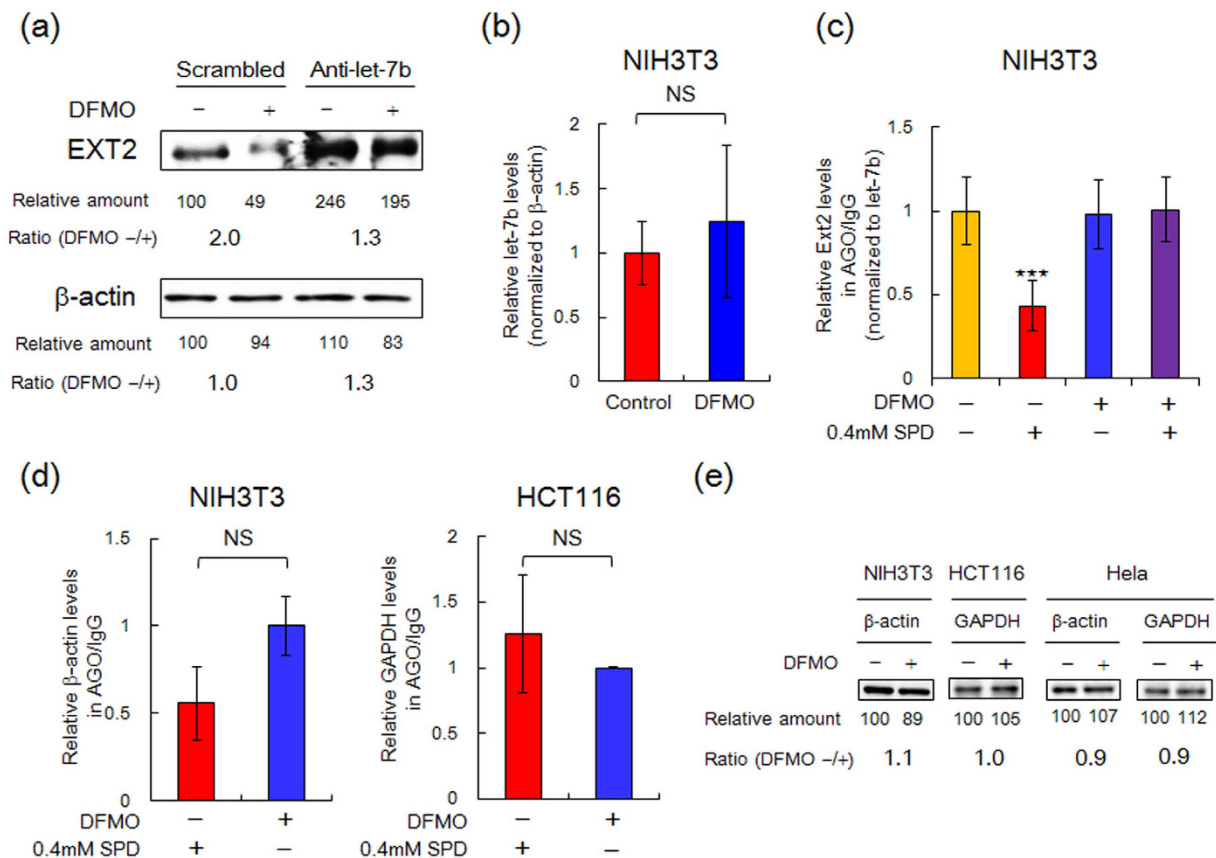 (a)
Scrambled Anti-let-7b
DFMO − + − +
EXT2
Relative amount 100 49 246 195
Ratio (DFMO −/+) 2.0 1.3
β-actin
Relative amount 100 94 110 83
Ratio (DFMO −/+) 1.0 1.3
(b)
NIH3T3
NS
Relative let-7b levels
(normalized to β-actin)
2
1.5
1
0.5
0
Control DFMO
(c)
NIH3T3
Relative Ext2 levels
in AGO/IgG
(normalized to let-7b)
1.5
1
0.5
0
★★★
DFMO − − + +
0.4mM SPD − + − +
(d)
NIH3T3
NS
Relative β-actin levels
in AGO/IgG
1.5
1
0.5
0
DFMO − +
0.4mM SPD + −
HCT116
NS
Relative GAPDH levels
in AGO/IgG
2
1.5
1
0.5
0
DFMO − +
0.4mM SPD + −
(e)
NIH3T3 HCT116 Hela
β-actin GAPDH β-actin GAPDH
DFMO − + − + − + − +
Relative amount 100 89 100 105 100 107 100 112
Ratio (DFMO −/+) 1.1 1.0 0.9 0.9